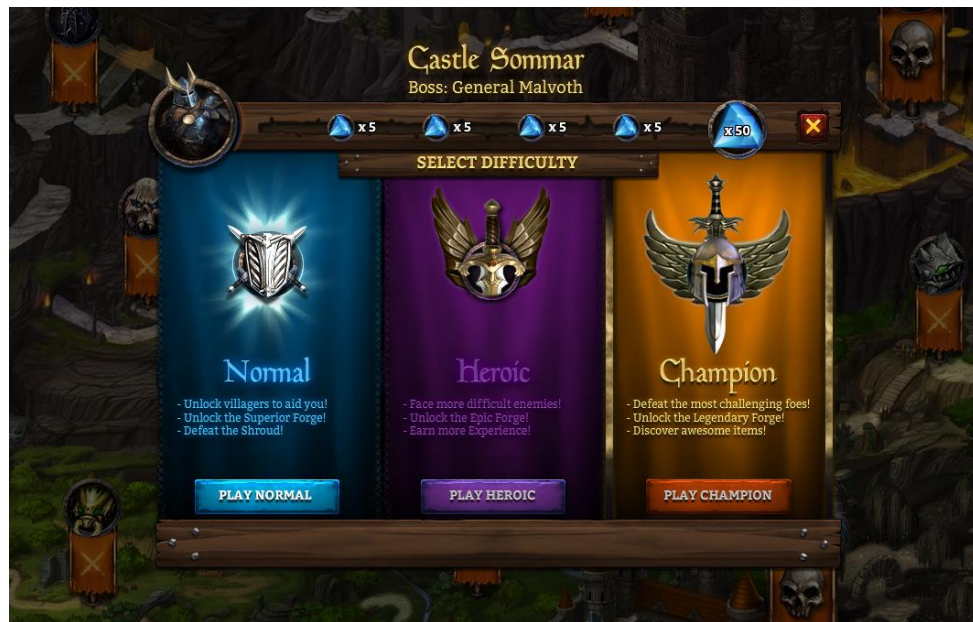 Castle Sommar
Boss: General Malvoth
x 5
x 5
x 5
x 5
x 50
SELECT DIFFICULTY
Normal
- Unlock villagers to aid you!
- Unlock the Superior Forge!
- Defeat the Shroud!
PLAY NORMAL
Heroic
- Face more difficult enemies!
- Unlock the Epic Forge!
- Earn more Experience!
PLAY HEROIC
Champion
- Defeat the most challenging foes!
- Unlock the Legendary Forge!
- Discover awesome items!
PLAY CHAMPION